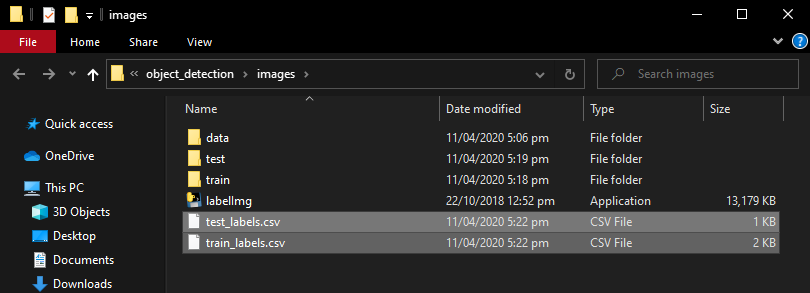 images
File Home Share View
object_detection images Search images
Name Date modified Type Size
Quick access
data 11/04/2020 5:06 pm File folder
OneDrive
test 11/04/2020 5:19 pm File folder
train 11/04/2020 5:18 pm File folder
This PC
labelImg 22/10/2018 12:52 pm Application 13,179 KB
3D Objects
test_labels.csv 11/04/2020 5:22 pm CSV File 1 KB
Desktop
train_labels.csv 11/04/2020 5:22 pm CSV File 2 KB
Documents
Downloads